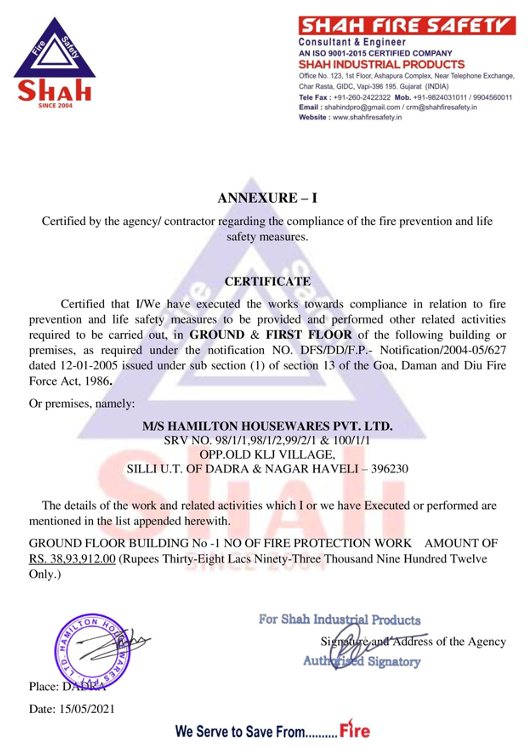 Fire Safety
Shah
SINCE 2004
SHAH FIRE SAFETY
Consultant & Engineer
AN ISO 9001-2015 CERTIFIED COMPANY
SHAH INDUSTRIAL PRODUCTS
Office No. 123, 1st Floor, Ashapura Complex, Near Telephone Exchange,
Char Rasta, GIDC, Vapi-396 195. Gujarat (INDIA)
Tele Fax : +91-260-2422322 Mob. +91-9824031011 / 9904560011
Email : shahindpro@gmail.com / crm@shahfiresafety.in
Website : www.shahfiresafety.in
ANNEXURE – I
Certified by the agency/ contractor regarding the compliance of the fire prevention and life
safety measures.
CERTIFICATE
Certified that I/We have executed the works towards compliance in relation to fire
prevention and life safety measures to be provided and performed other related activities
required to be carried out, in GROUND & FIRST FLOOR of the following building or
premises, as required under the notification NO. DFS/DD/F.P.- Notification/2004-05/627
dated 12-01-2005 issued under sub section (1) of section 13 of the Goa, Daman and Diu Fire
Force Act, 1986.
Or premises, namely:
M/S HAMILTON HOUSEWARES PVT. LTD.
SRV NO. 98/1/1,98/1/2,99/2/1 & 100/1/1
OPP.OLD KLJ VILLAGE,
SILLI U.T. OF DADRA & NAGAR HAVELI – 396230
The details of the work and related activities which I or we have Executed or performed are
mentioned in the list appended herewith.
GROUND FLOOR BUILDING No -1 NO OF FIRE PROTECTION WORK AMOUNT OF
RS. 38,93,912.00 (Rupees Thirty-Eight Lacs Ninety-Three Thousand Nine Hundred Twelve
Only.)
For Shah Industrial Products
Signature and Address of the Agency
Authorised Signatory
Place: DADRA
Date: 15/05/2021
We Serve to Save From.......... Fire